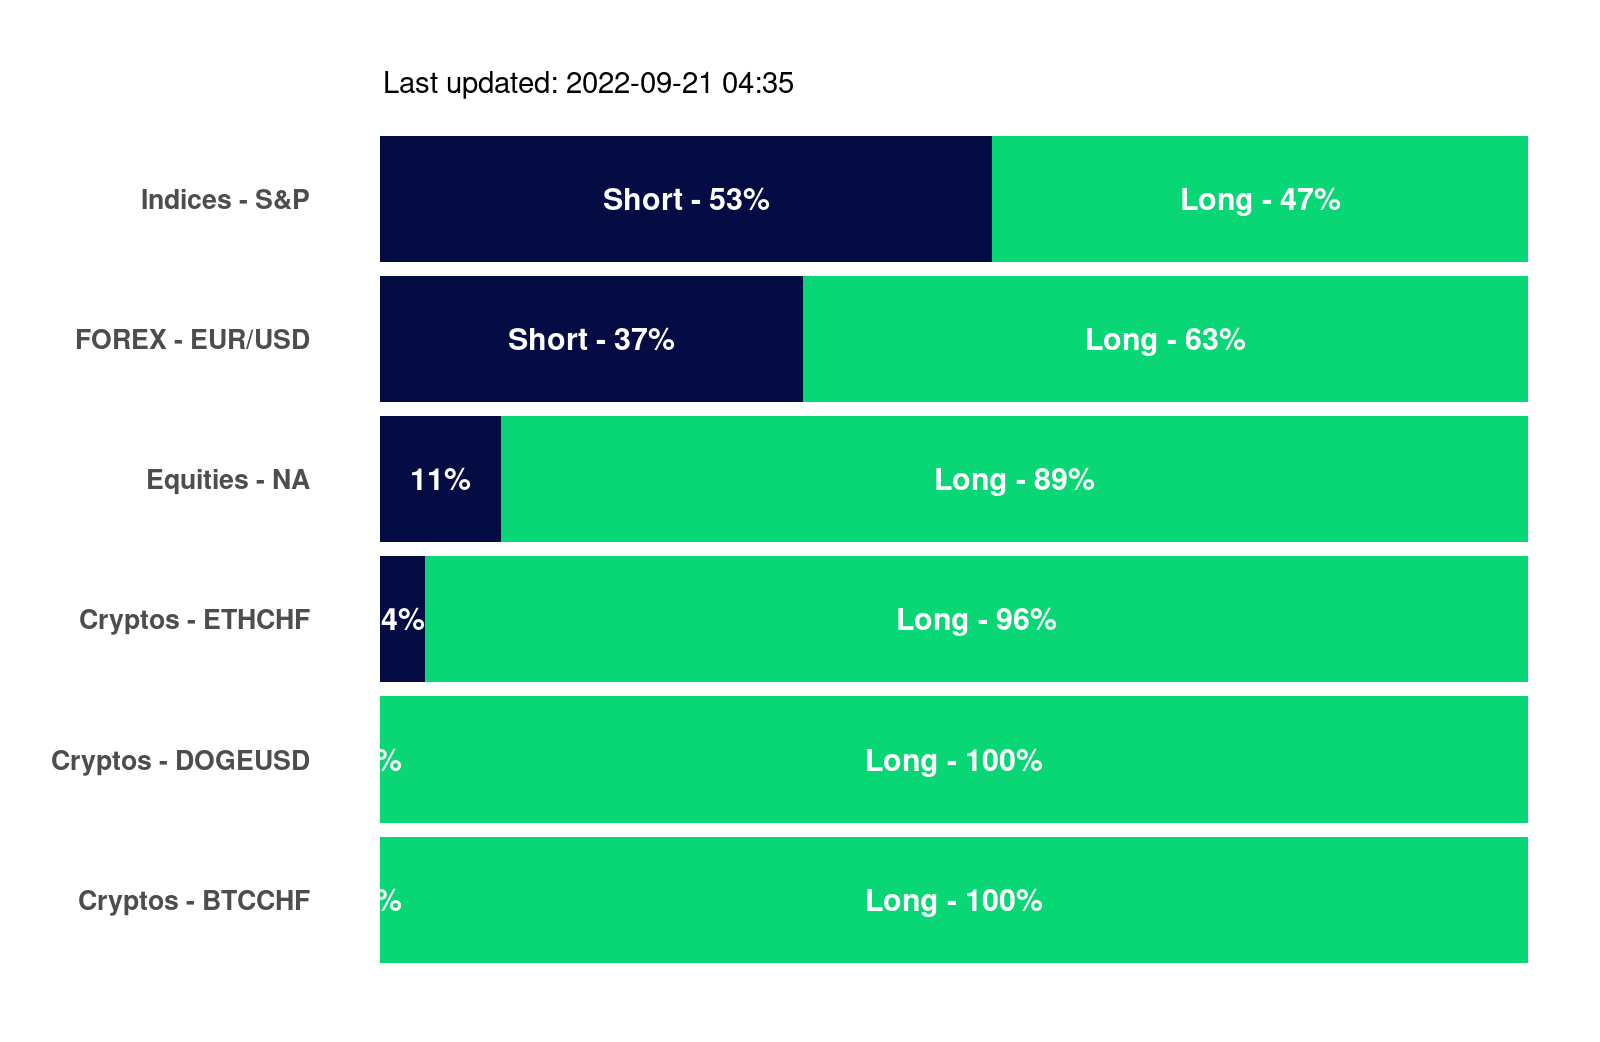 Last updated: 2022-09-21 04:35
Indices - S&P Short - 53% Long - 47%
FOREX - EUR/USD Short - 37% Long - 63%
Equities - NA 11% Long - 89%
Cryptos - ETHCHF 4% Long - 96%
Cryptos - DOGEUSD % Long - 100%
Cryptos - BTCCHF % Long - 100%